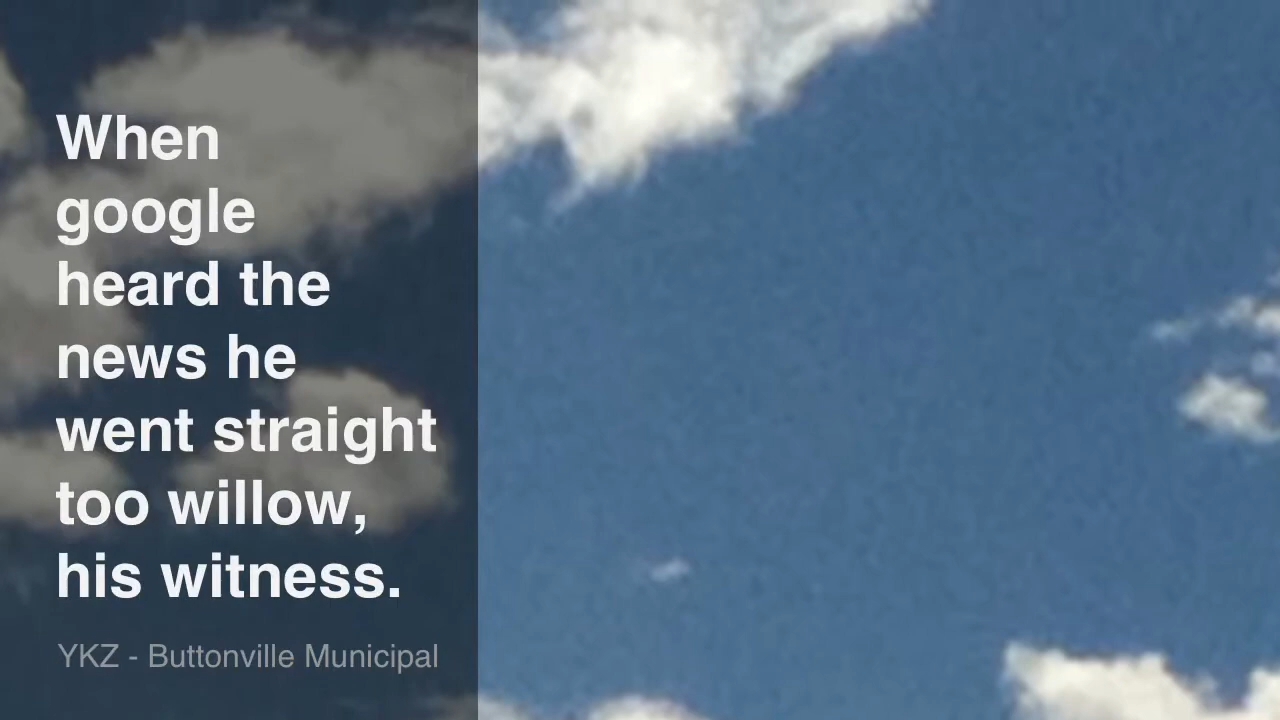 When
google
heard the
news he
went straight
too willow,
his witness.
YKZ - Buttonville Municipal